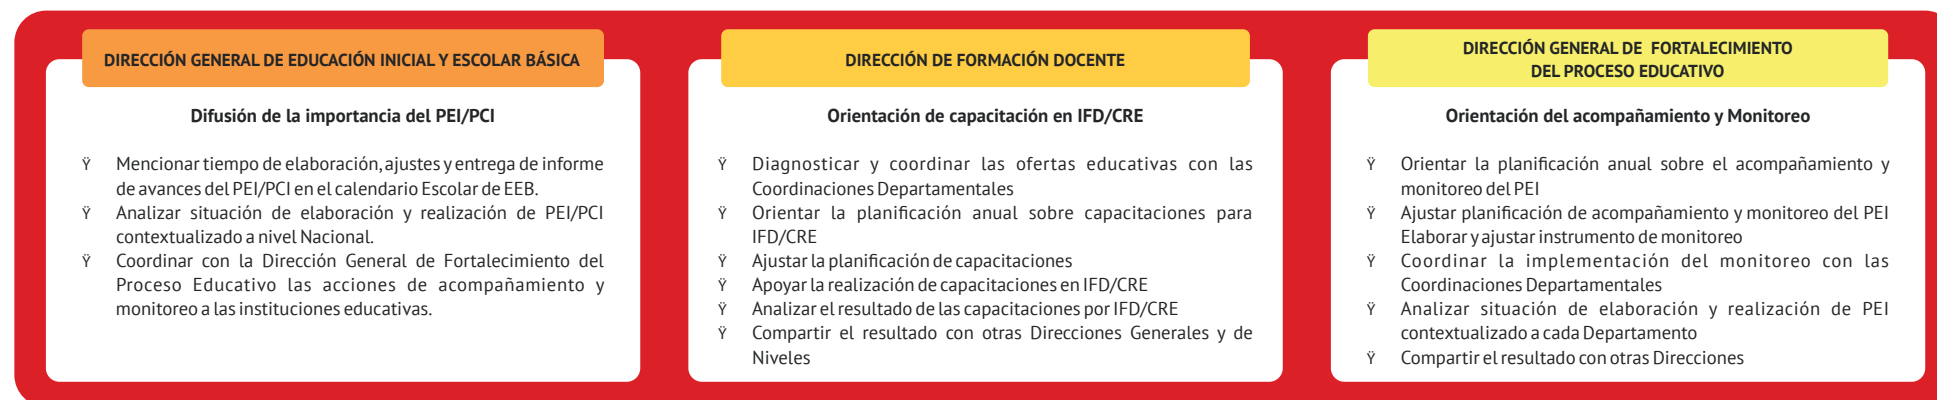 DIRECCIÓN GENERAL DE EDUCACIÓN INICIAL Y ESCOLAR BÁSICA
Difusión de la importancia del PEI/PCI
Ÿ Mencionar tiempo de elaboración, ajustes y entrega de informe
de avances del PEI/PCI en el calendario Escolar de EEB.
Ÿ Analizar situación de elaboración y realización de PEI/PCI
contextualizado a nivel Nacional.
Ÿ Coordinar con la Dirección General de Fortalecimiento del
Proceso Educativo las acciones de acompañamiento y
monitoreo a las instituciones educativas.
DIRECCIÓN DE FORMACIÓN DOCENTE
Orientación de capacitación en IFD/CRE
Ÿ Diagnosticar y coordinar las ofertas educativas con las
Coordinaciones Departamentales
Ÿ Orientar la planificación anual sobre capacitaciones para
IFD/CRE
Ÿ Ajustar la planificación de capacitaciones
Ÿ Apoyar la realización de capacitaciones en IFD/CRE
Ÿ Analizar el resultado de las capacitaciones por IFD/CRE
Ÿ Compartir el resultado con otras Direcciones Generales y de
Niveles
DIRECCIÓN GENERAL DE FORTALECIMIENTO
DEL PROCESO EDUCATIVO
Orientación del acompañamiento y Monitoreo
Ÿ Orientar la planificación anual sobre el acompañamiento y
monitoreo del PEI
Ÿ Ajustar planificación de acompañamiento y monitoreo del PEI
Elaborar y ajustar instrumento de monitoreo
Ÿ Coordinar la implementación del monitoreo con las
Coordinaciones Departamentales
Ÿ Analizar situación de elaboración y realización de PEI
contextualizado a cada Departamento
Ÿ Compartir el resultado con otras Direcciones